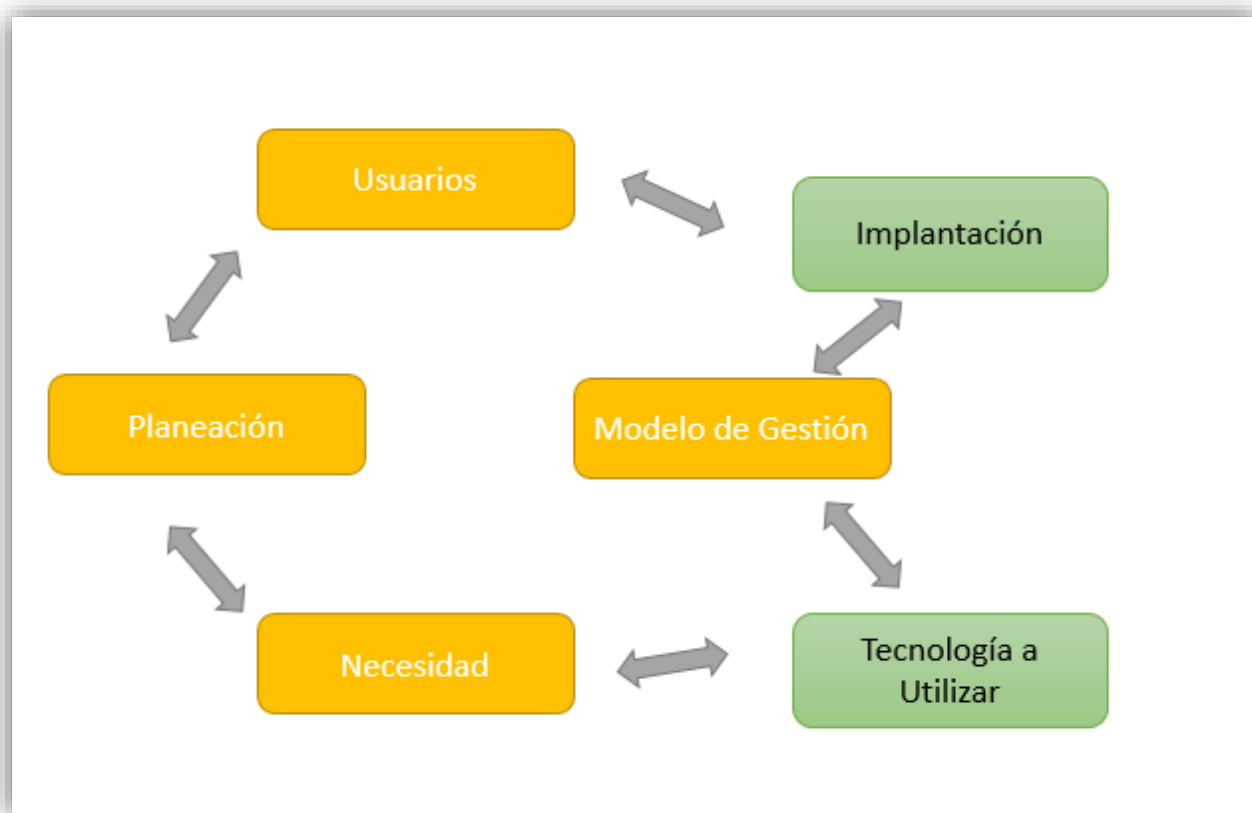 Usuarios
Implantación
Planeación
Modelo de Gestión
Necesidad
Tecnología a
Utilizar